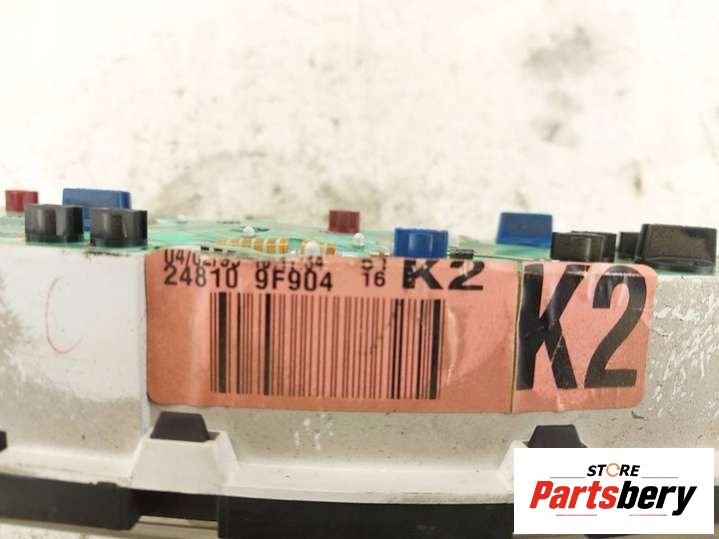 24810 9F904 16 K2
K2
C
STORE
Partsbery